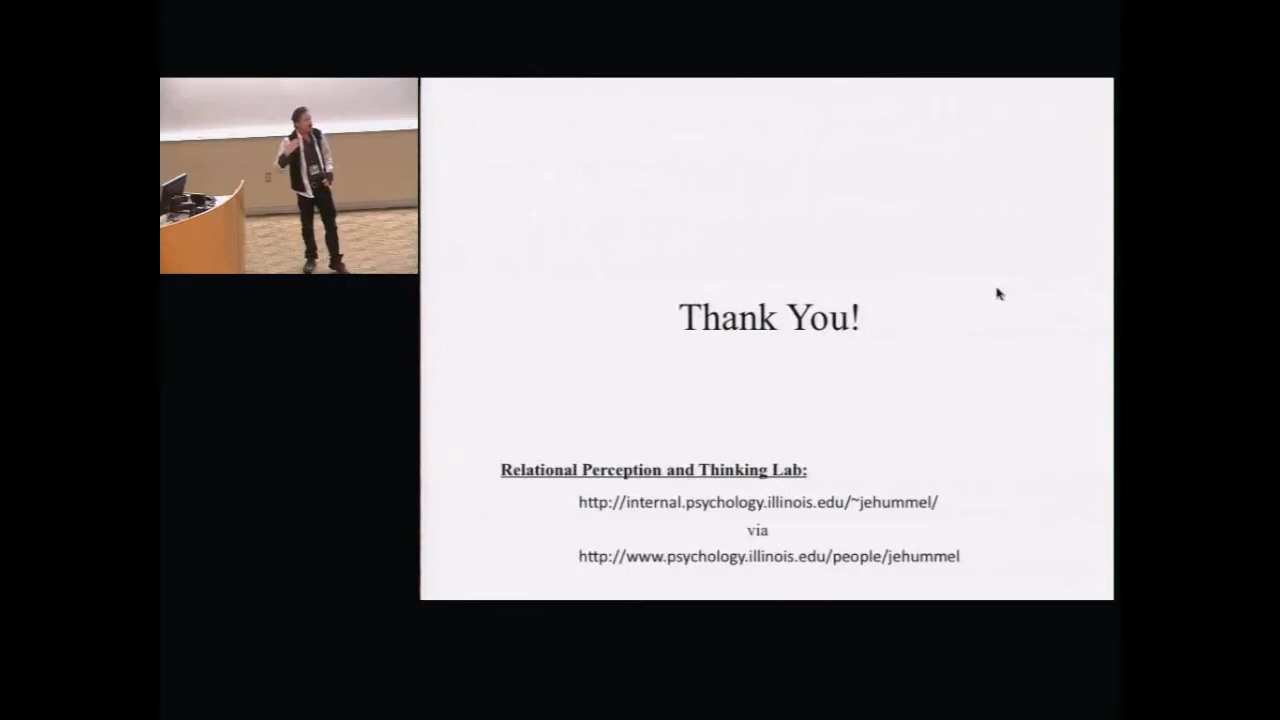 Thank You!
Relational Perception and Thinking Lab:
http://internal.psychology.illinois.edu/~jehummel/
via
http://www.psychology.illinois.edu/people/jehummel